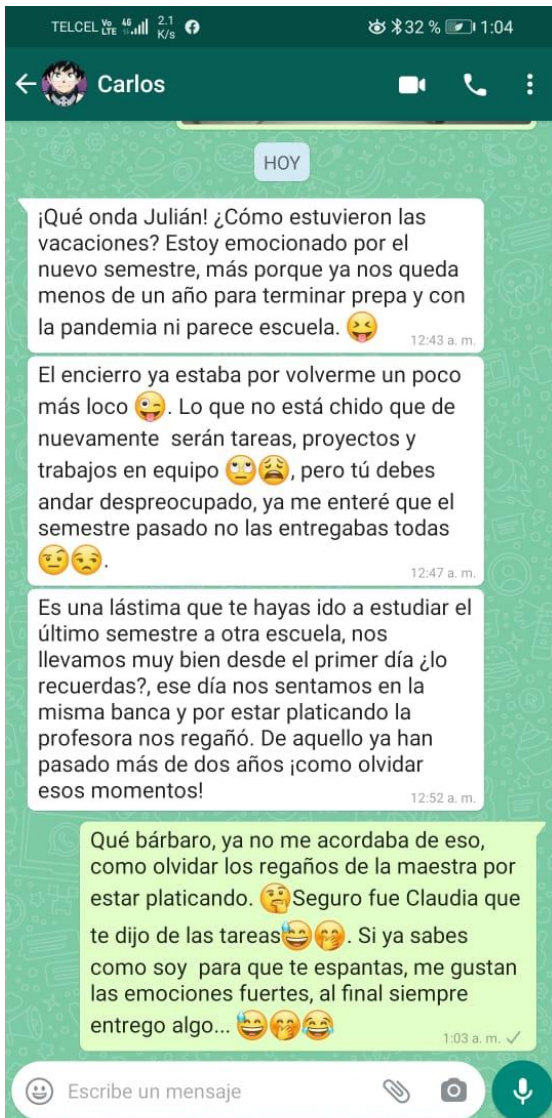 TELCEL Vo LTE 4G 2.1 K/s 32 % 1:04
Carlos
HOY
¡Qué onda Julián! ¿Cómo estuvieron las
vacaciones? Estoy emocionado por el
nuevo semestre, más porque ya nos queda
menos de un año para terminar prepa y con
la pandemia ni parece escuela. 😝
12:43 a. m.
El encierro ya estaba por volverme un poco
más loco 😜. Lo que no está chido que de
nuevamente serán tareas, proyectos y
trabajos en equipo 🙄😩, pero tú debes
andar despreocupado, ya me enteré que el
semestre pasado no las entregabas todas
🤨😒.
12:47 a. m.
Es una lástima que te hayas ido a estudiar el
último semestre a otra escuela, nos
llevamos muy bien desde el primer día ¿lo
recuerdas?, ese día nos sentamos en la
misma banca y por estar platicando la
profesora nos regañó. De aquello ya han
pasado más de dos años ¡como olvidar
esos momentos!
12:52 a. m.
Qué bárbaro, ya no me acordaba de eso,
como olvidar los regaños de la maestra por
estar platicando. 🤔Seguro fue Claudia que
te dijo de las tareas😅🤭. Si ya sabes
como soy para que te espantas, me gustan
las emociones fuertes, al final siempre
entrego algo... 😅🤭😂
1:03 a. m.
Escribe un mensaje